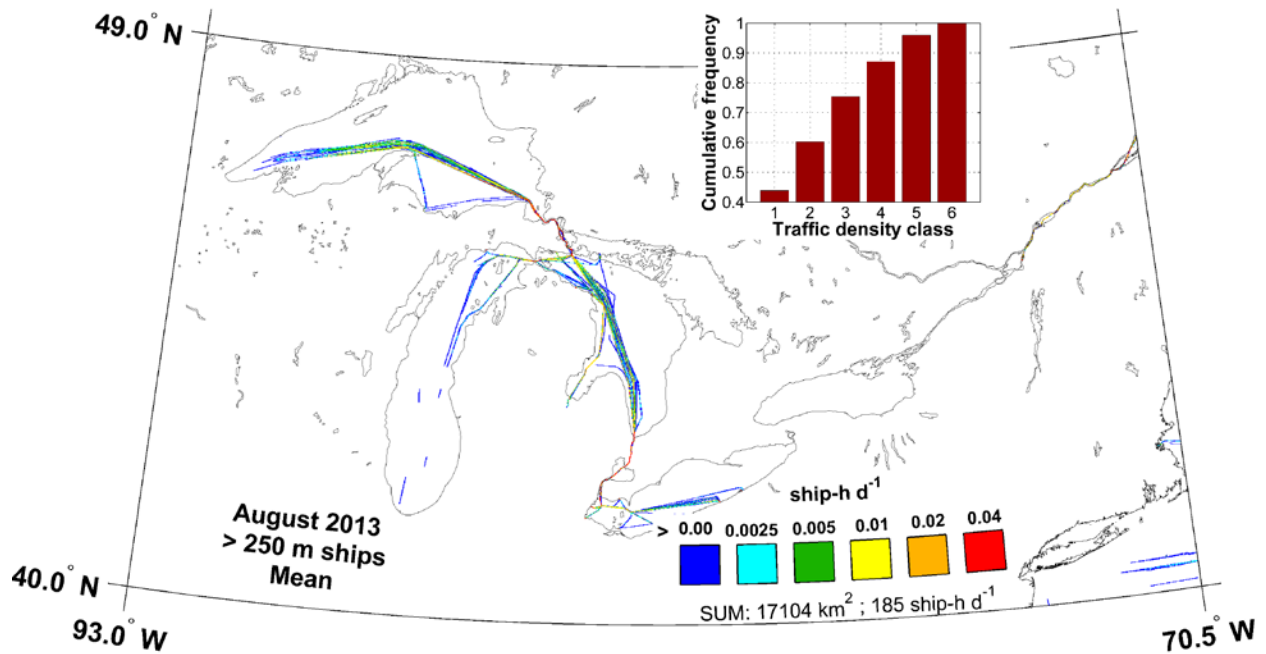 49.0° N
Cumulative frequency
1
0.9
0.8
0.7
0.6
0.5
0.4
1 2 3 4 5 6
Traffic density class
August 2013
> 250 m ships
Mean
ship-h d-1
> 0.00 0.0025 0.005 0.01 0.02 0.04
SUM: 17104 km2 ; 185 ship-h d-1
40.0° N
93.0° W
70.5° W